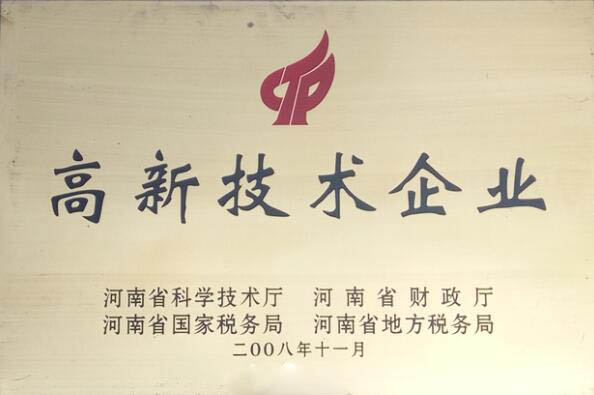 高新技术企业
河南省科学技术厅 河南省财政厅
河南省国家税务局 河南省地方税务局
二〇〇八年十一月